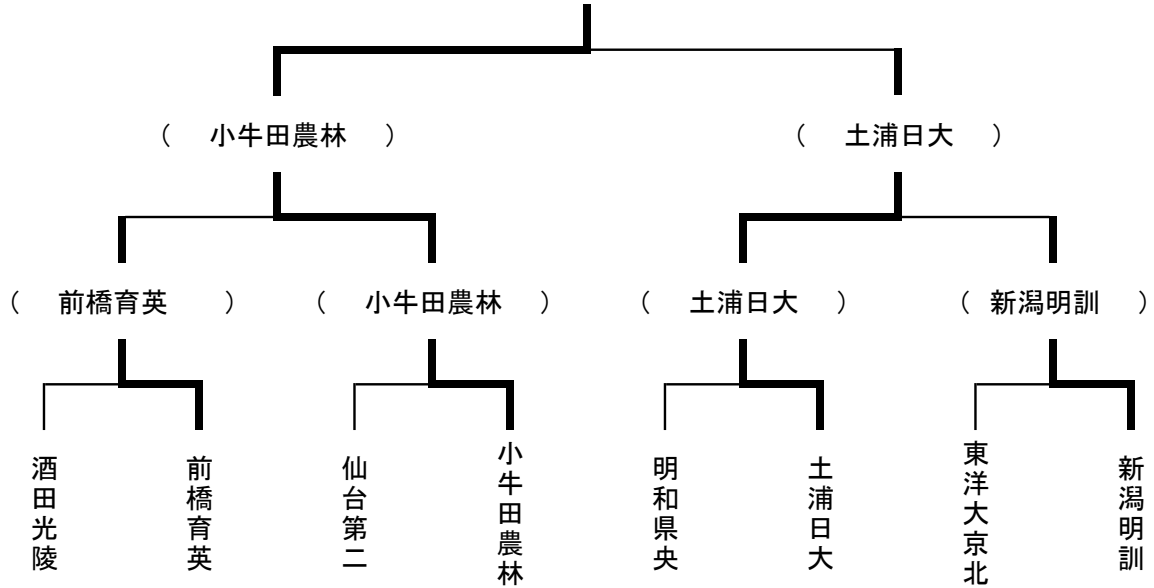 （　小牛田農林　）
（　土浦日大　）
（　前橋育英　）
（　小牛田農林　）
（　土浦日大　）
（　新潟明訓　）
酒田光陵
前橋育英
仙台第二
小牛田農林
明和県央
土浦日大
東洋大京北
新潟明訓